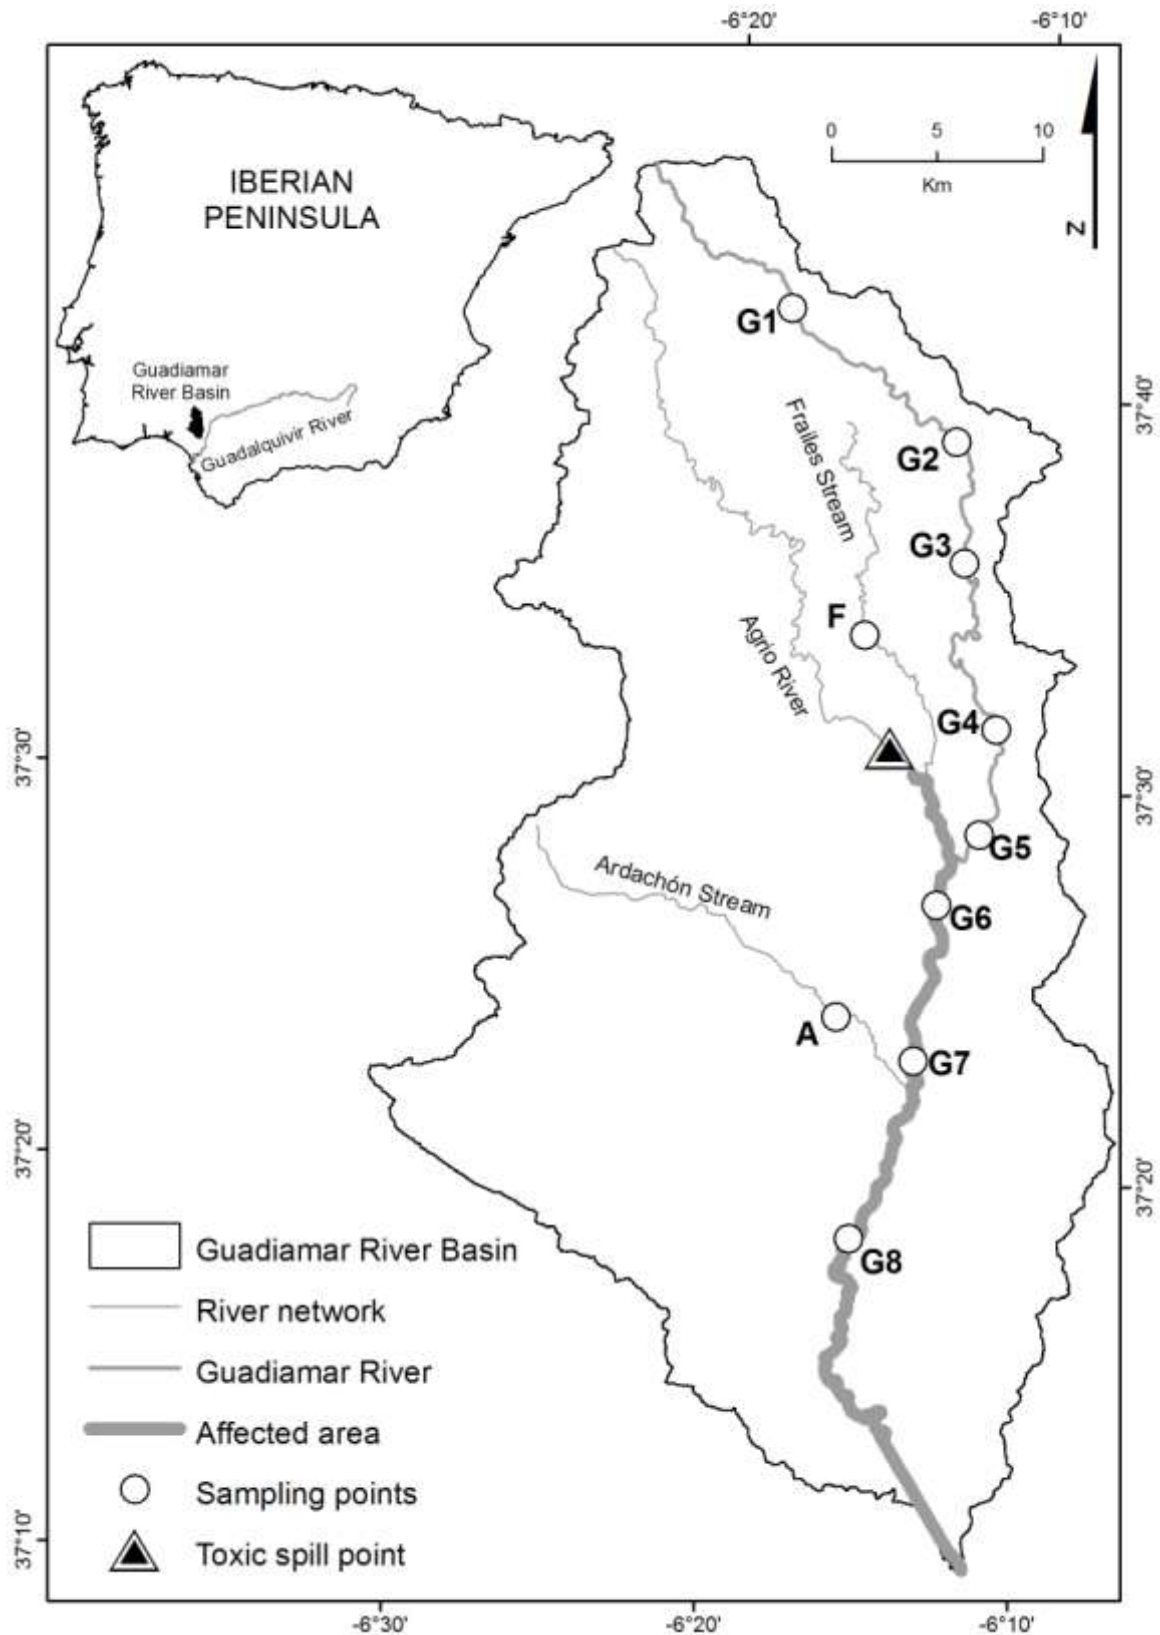 -6°20'
-6°10'
0
5
10
Km
N
IBERIAN
PENINSULA
Guadiamar
River Basin
Guadalquivir River
G1
37°40'
Frailes Stream
G2
G3
F
Agrio River
G4
37°30'
37°30'
G5
Ardachón Stream
G6
A
G7
37°20'
37°20'
G8
Guadiamar River Basin
River network
Guadiamar River
Affected area
Sampling points
Toxic spill point
37°10'
-6°30'
-6°20'
-6°10'